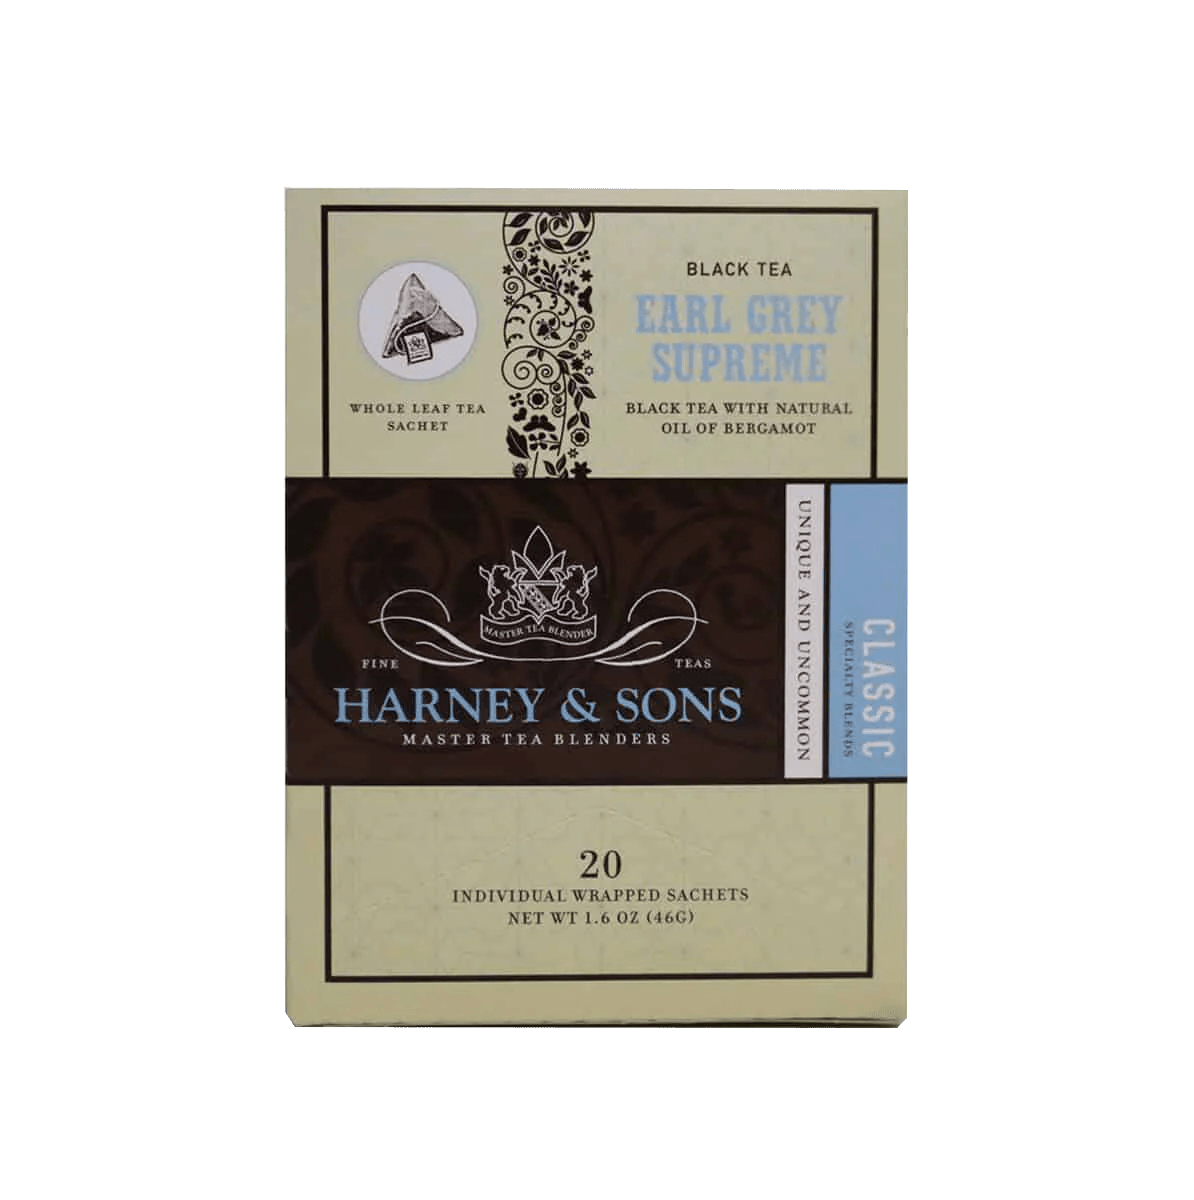 BLACK TEA
EARL GREY
SUPREME
BLACK TEA WITH NATURAL
OIL OF BERGAMOT
WHOLE LEAF TEA
SACHET
MASTER TEA BLENDER
FINE
TEAS
HARNEY & SONS
MASTER TEA BLENDERS
UNIQUE AND UNCOMMON
CLASSIC
SPECIALTY BLENDS
20
INDIVIDUAL WRAPPED SACHETS
NET WT 1.6 OZ (46G)